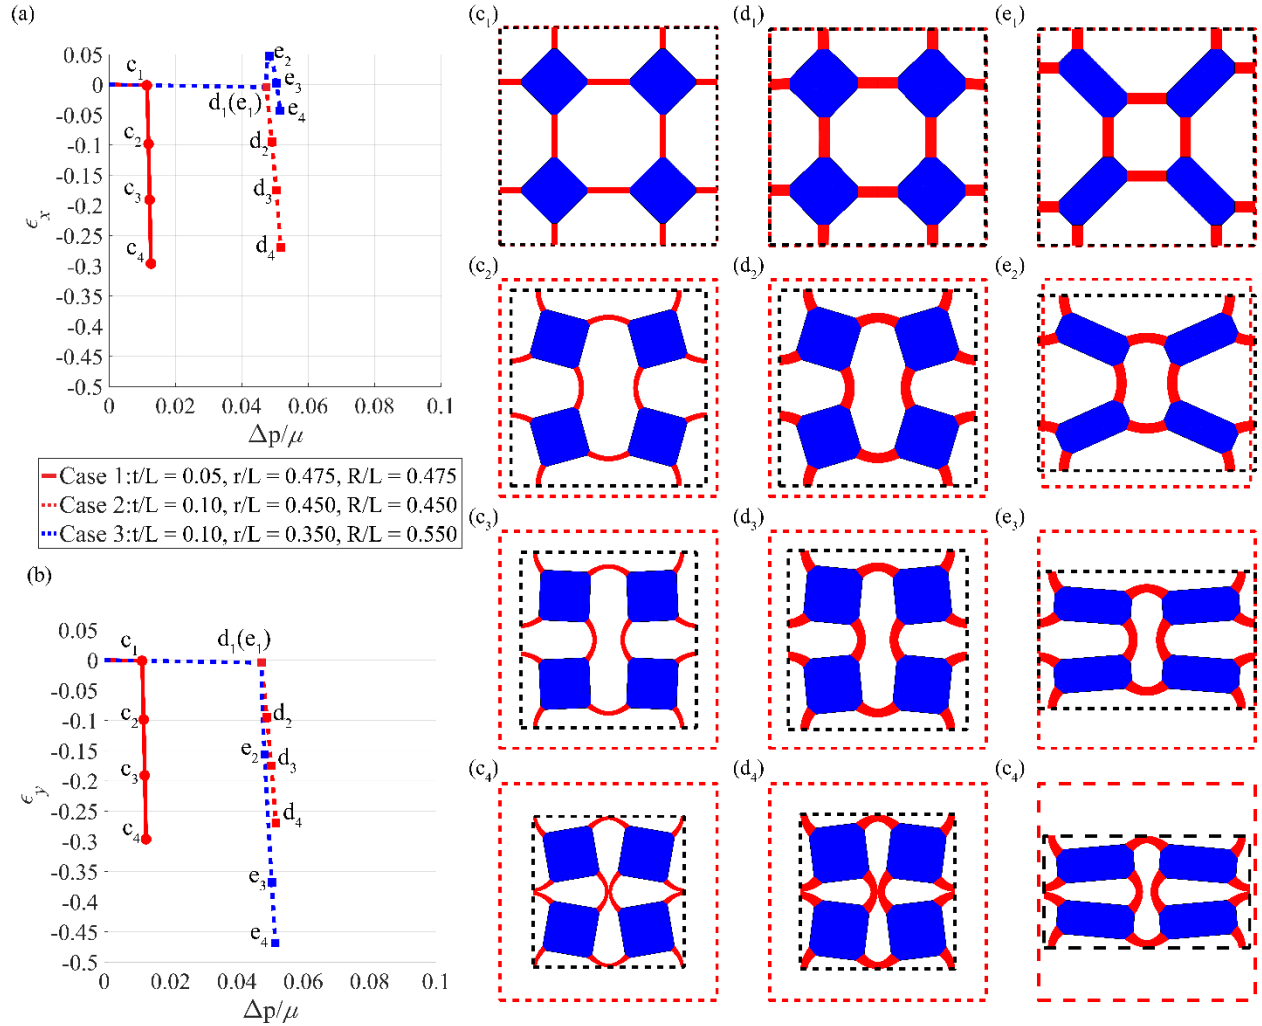 (a)
0.05
0
-0.05
-0.1
-0.15
-0.2
-0.25
-0.3
-0.35
-0.4
-0.45
-0.5
ϵx
0 0.02 0.04 0.06 0.08 0.1
Δp/μ
c1
c2
c3
c4
e2
e3
e4
d1(e1)
d2
d3
d4
Case 1:t/L = 0.05, r/L = 0.475, R/L = 0.475
Case 2:t/L = 0.10, r/L = 0.450, R/L = 0.450
Case 3:t/L = 0.10, r/L = 0.350, R/L = 0.550
(b)
0.05
0
-0.05
-0.1
-0.15
-0.2
-0.25
-0.3
-0.35
-0.4
-0.45
-0.5
ϵy
0 0.02 0.04 0.06 0.08 0.1
Δp/μ
c1
c2
c3
c4
d1(e1)
d2
e2
d3
d4
e3
e4
(c1) (d1) (e1)
(c2) (d2) (e2)
(c3) (d3) (e3)
(c4) (d4) (c4)